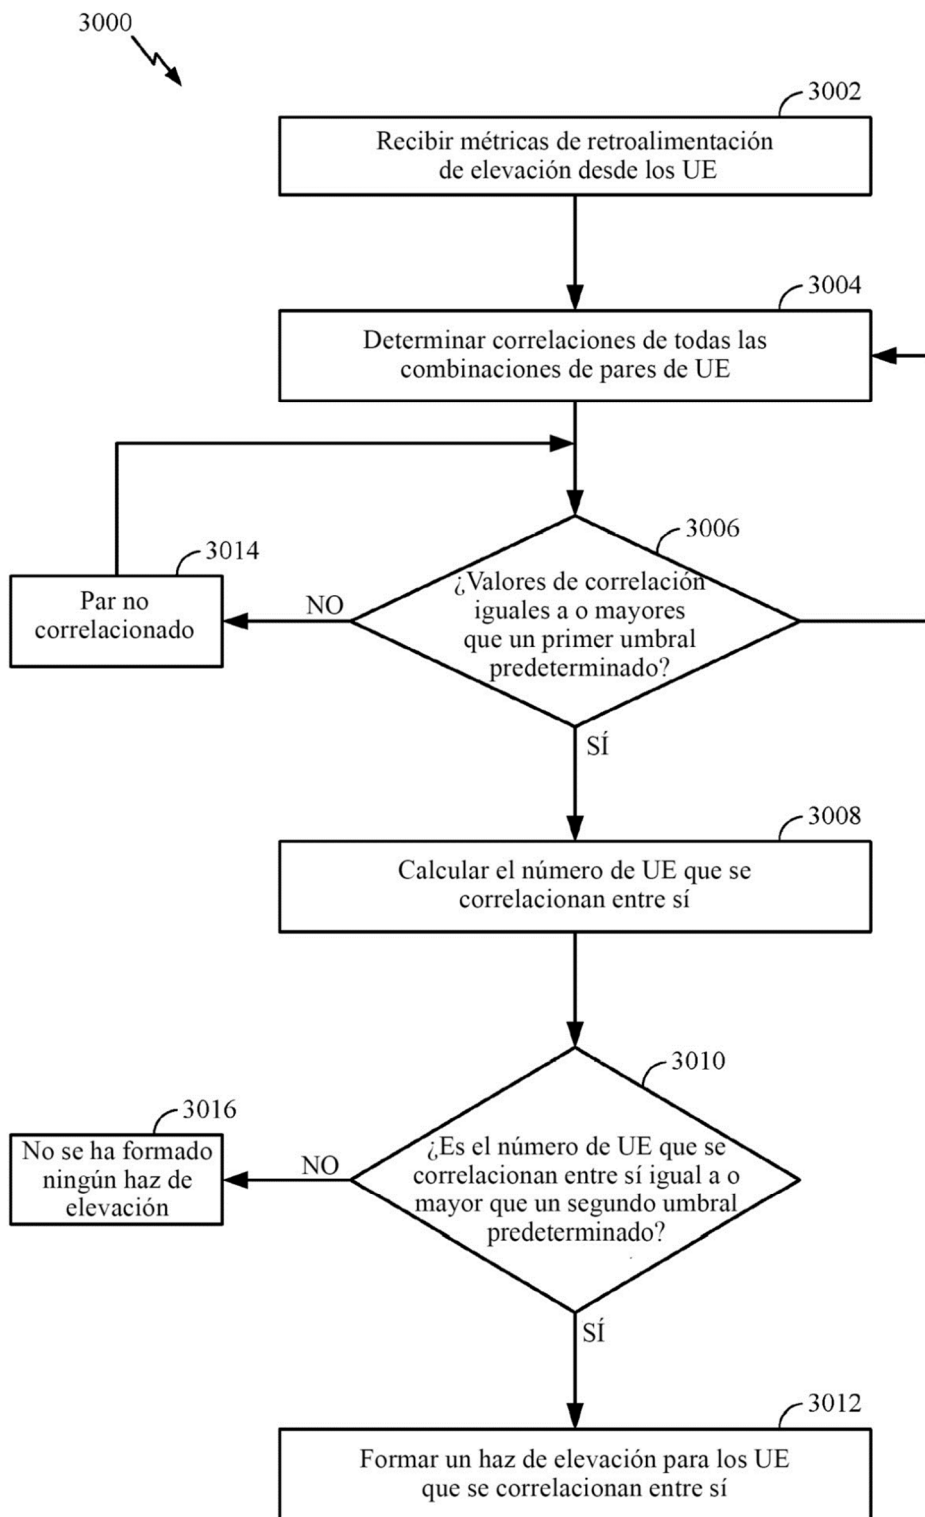 3000
3002
Recibir métricas de retroalimentación
de elevación desde los UE
3004
Determinar correlaciones de todas las
combinaciones de pares de UE
3006
¿Valores de correlación
iguales a o mayores
que un primer umbral
predeterminado?
NO
3014
Par no
correlacionado
SÍ
3008
Calcular el número de UE que se
correlacionan entre sí
3010
¿Es el número de UE que se
correlacionan entre sí igual a o
mayor que un segundo umbral
predeterminado?
NO
3016
No se ha formado
ningún haz de
elevación
SÍ
3012
Formar un haz de elevación para los UE
que se correlacionan entre sí